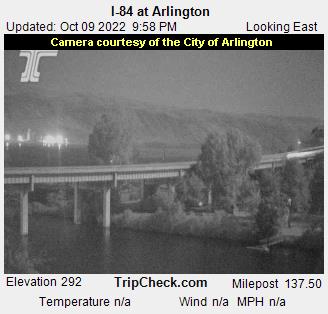 I-84 at Arlington
Updated: Oct 09 2022 9:58 PM Looking East
Camera courtesy of the City of Arlington
Elevation 292 TripCheck.com Milepost 137.50
Temperature n/a Wind n/a MPH n/a